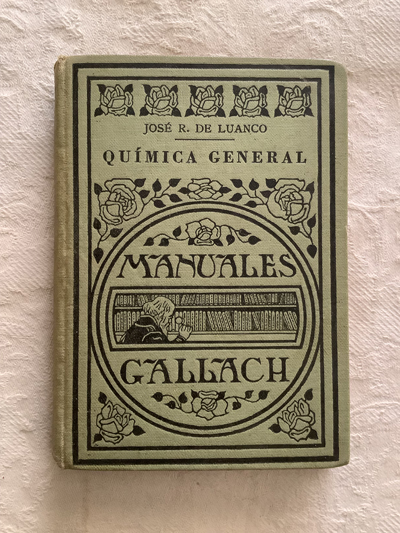 JOSÉ R. DE LUANCO
QUÍMICA GENERAL
MANUALES
GALLACH